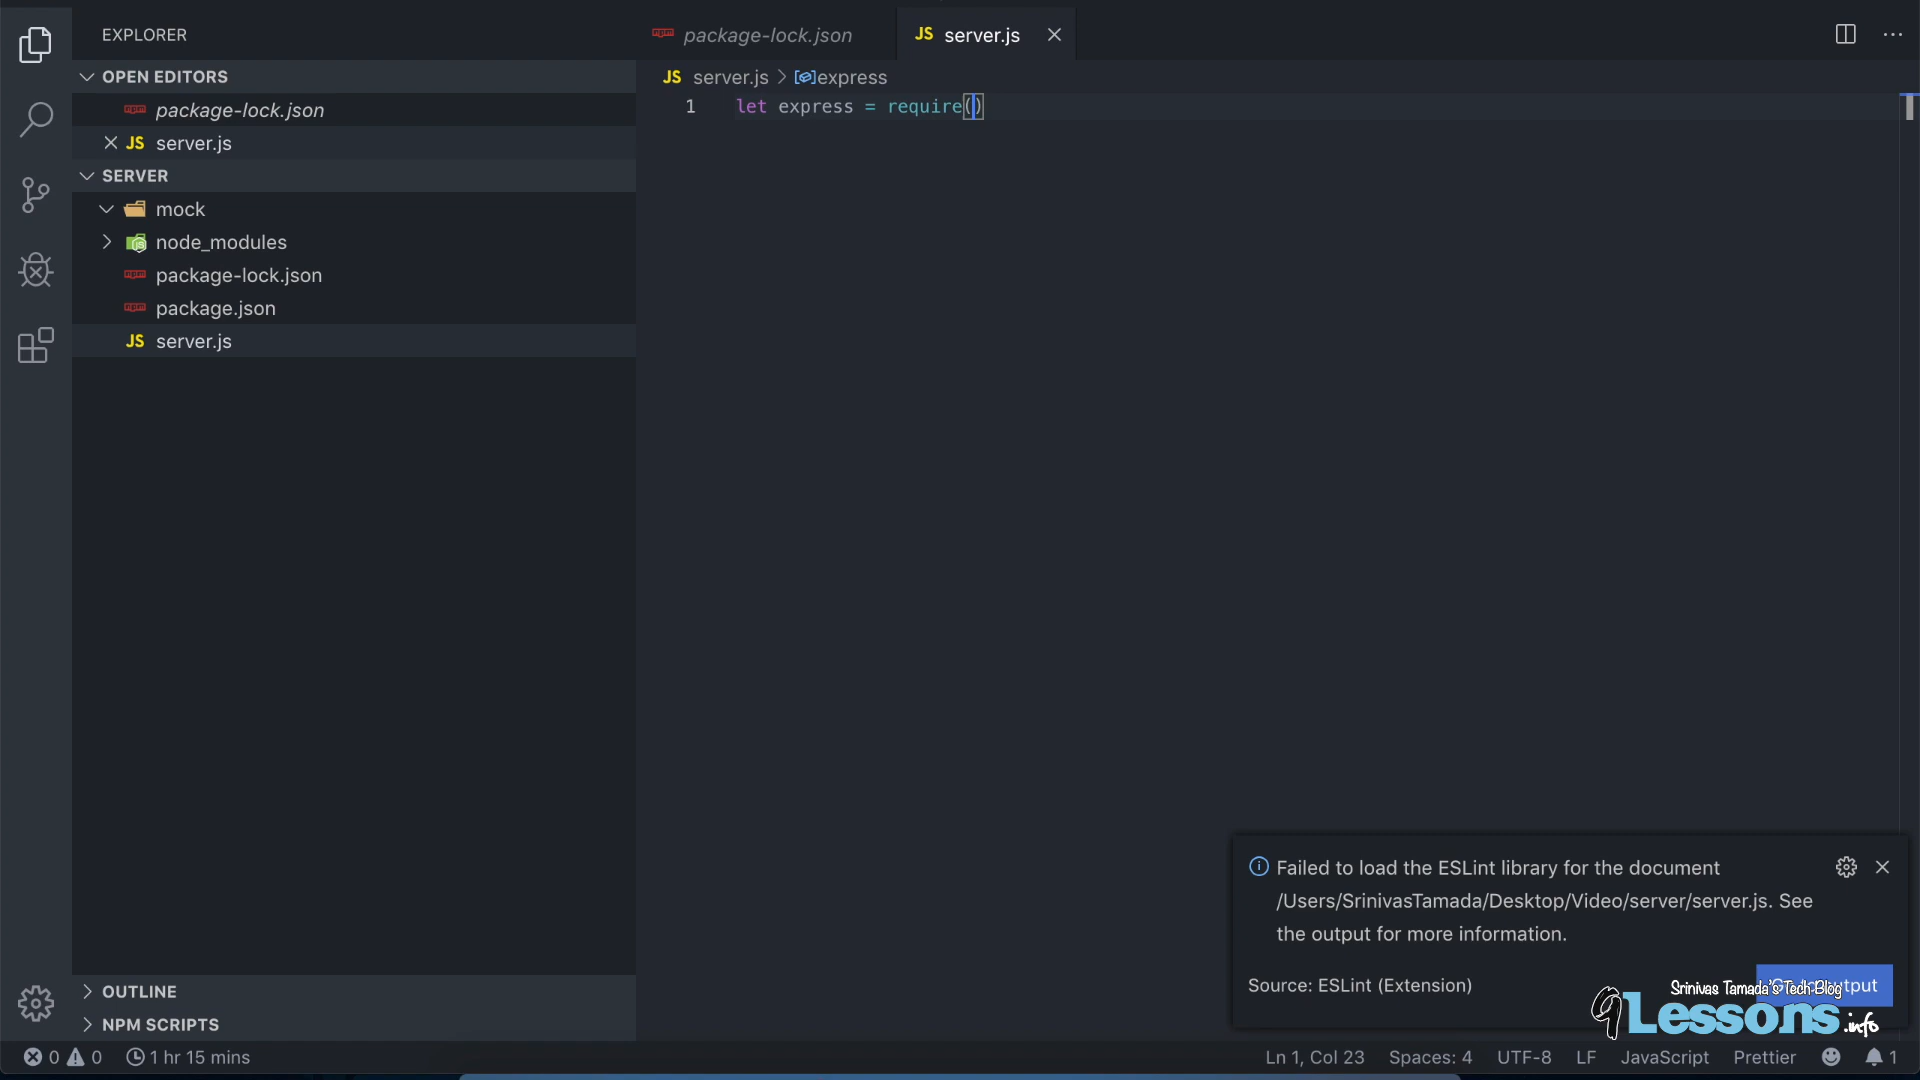 EXPLORER
OPEN EDITORS
package-lock.json
JS server.js
SERVER
mock
node_modules
package-lock.json
package.json
JS server.js
OUTLINE
NPM SCRIPTS
package-lock.json
JS server.js
JS server.js > express
1 let express = require()
Failed to load the ESLint library for the document
/Users/SrinivasTamada/Desktop/Video/server/server.js. See
the output for more information.
Source: ESLint (Extension)
Srinivas Tamada's Tech Blog
9Lessons.info
0 0 1 hr 15 mins
Ln 1, Col 23 Spaces: 4 UTF-8 LF JavaScript Prettier 1